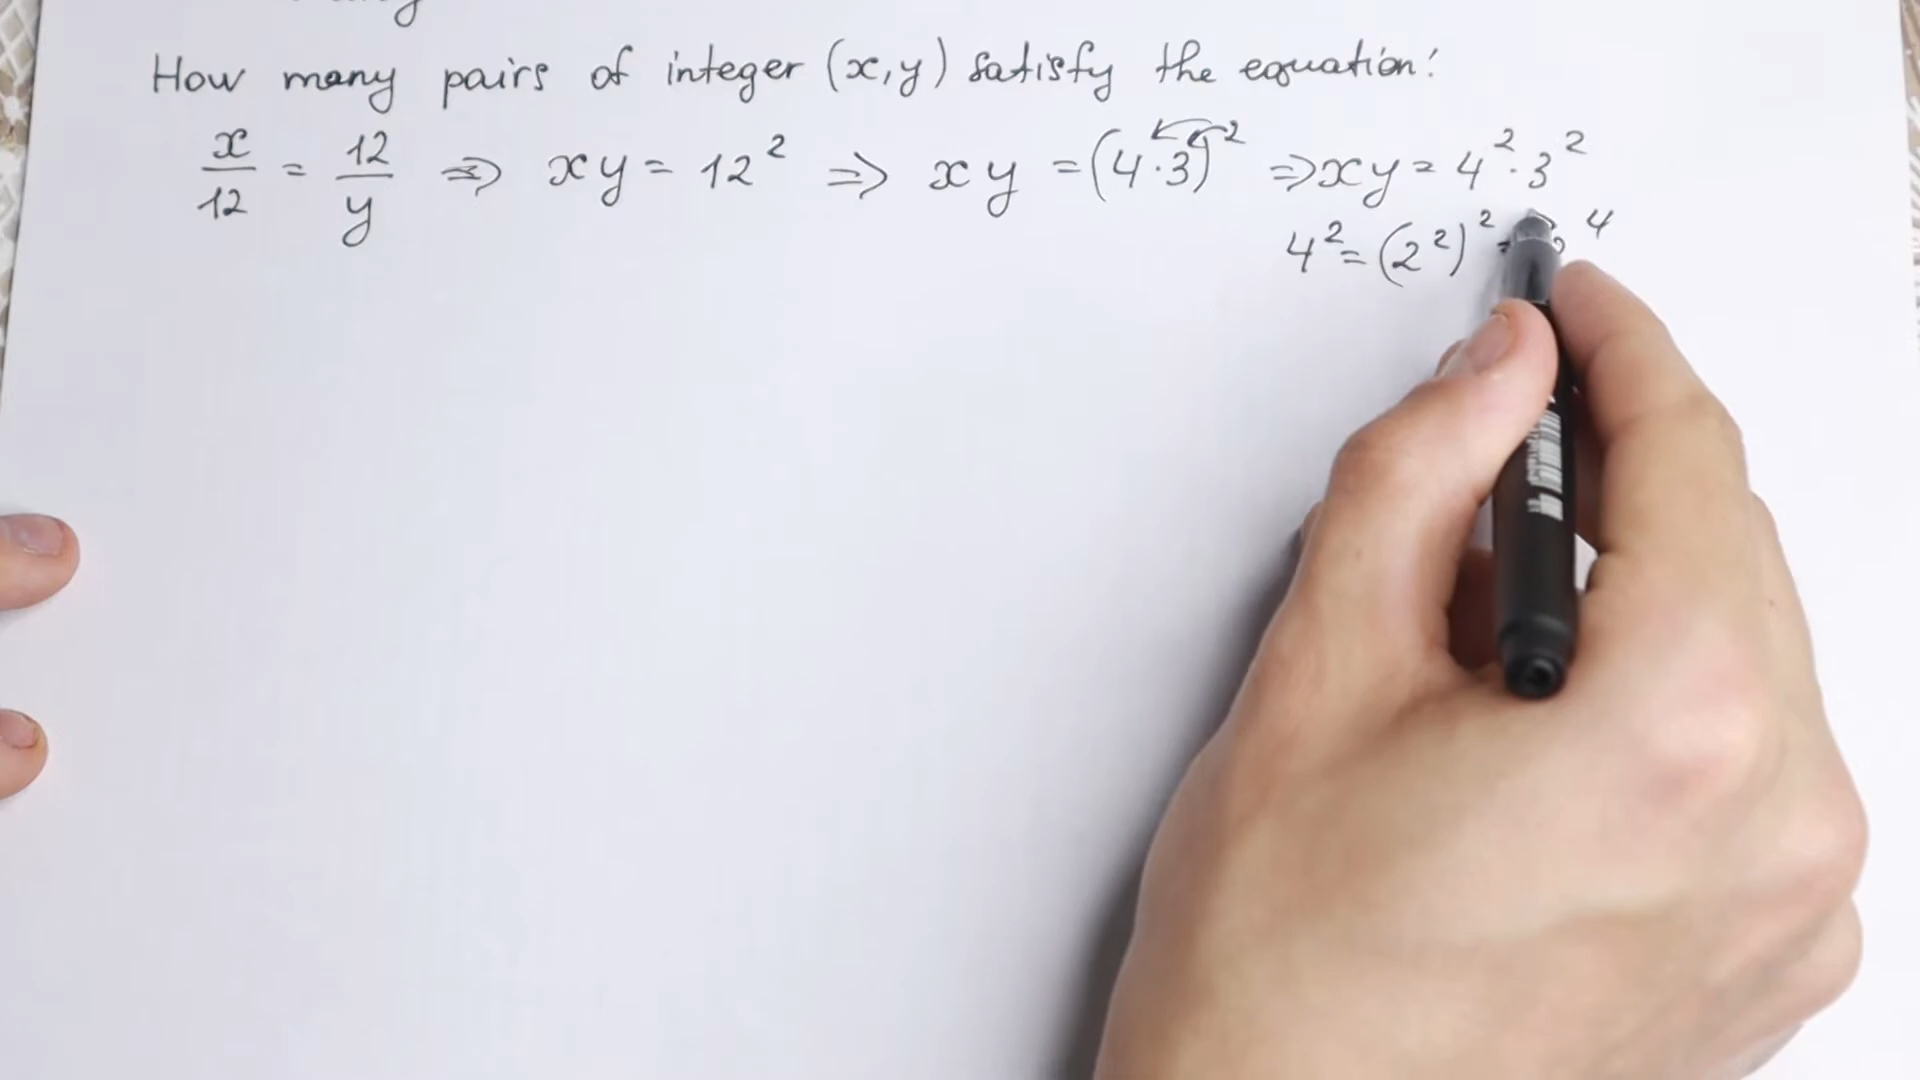 How many pairs of integer (x,y) satisfy the equation:
x/12 = 12/y ⇒ xy = 12² ⇒ xy = (4·3)² ⇒ xy = 4²·3²
4² = (2²)² = ⁴